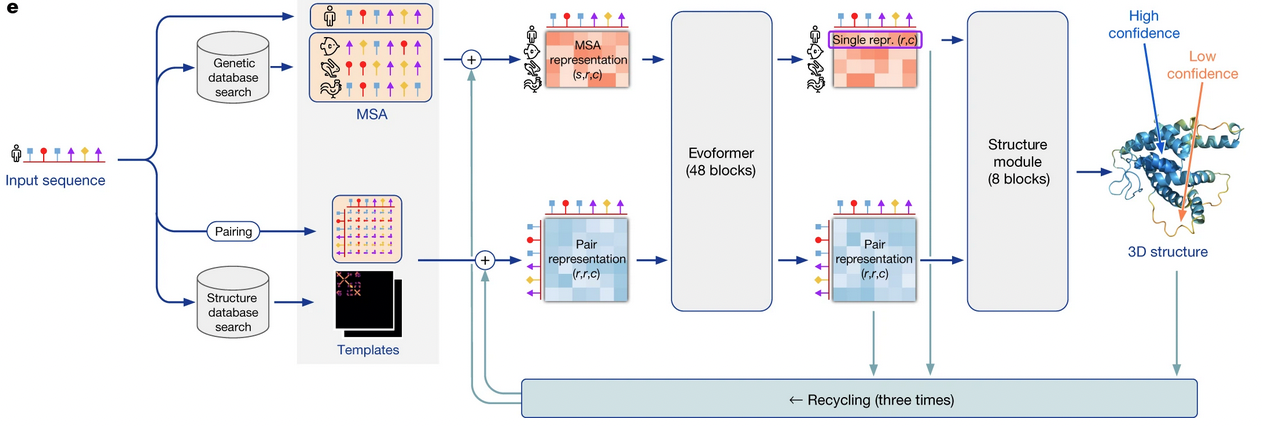 e
Input sequence
Genetic
database
search
MSA
Pairing
Structure
database
search
Templates
+
+
MSA
representation
(s,r,c)
Pair
representation
(r,r,c)
Evoformer
(48 blocks)
Single repr. (r,c)
Pair
representation
(r,r,c)
Structure
module
(8 blocks)
High
confidence
Low
confidence
3D structure
← Recycling (three times)